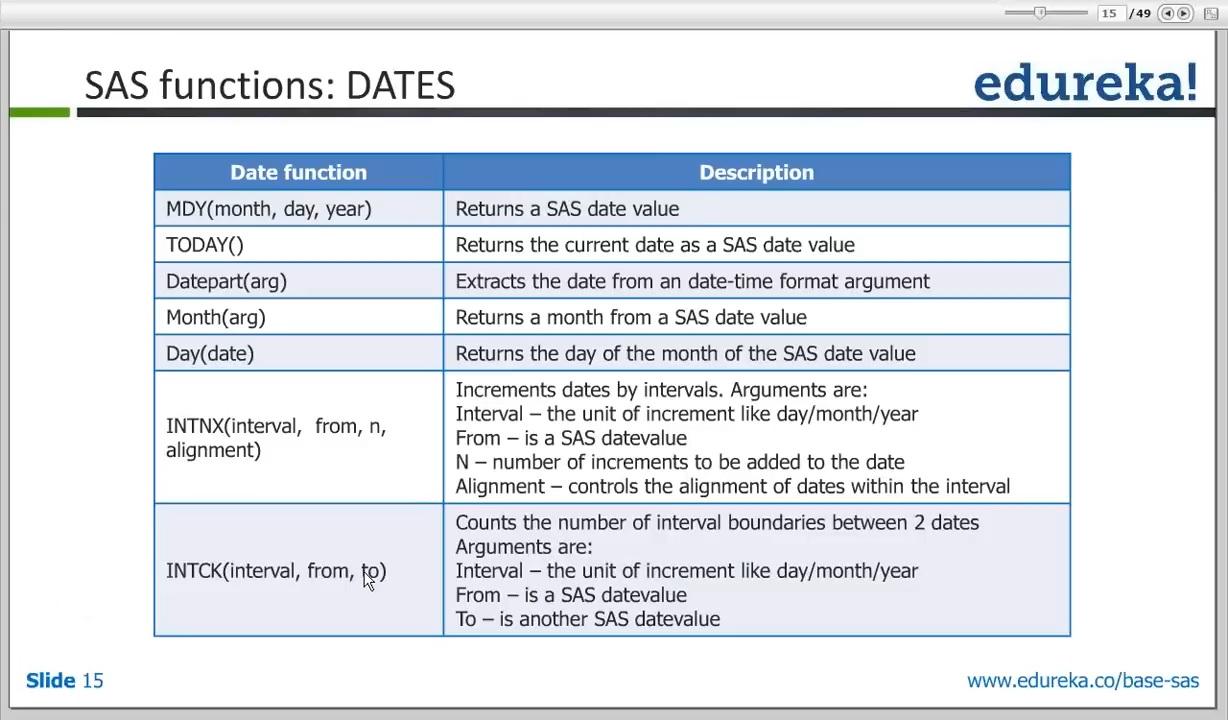 15 /49
SAS functions: DATES
edureka!
Date function Description
MDY(month, day, year) Returns a SAS date value
TODAY() Returns the current date as a SAS date value
Datepart(arg) Extracts the date from an date-time format argument
Month(arg) Returns a month from a SAS date value
Day(date) Returns the day of the month of the SAS date value
INTNX(interval, from, n,
alignment)
Increments dates by intervals. Arguments are:
Interval – the unit of increment like day/month/year
From – is a SAS datevalue
N – number of increments to be added to the date
Alignment – controls the alignment of dates within the interval
INTCK(interval, from, to)
Counts the number of interval boundaries between 2 dates
Arguments are:
Interval – the unit of increment like day/month/year
From – is a SAS datevalue
To – is another SAS datevalue
Slide 15
www.edureka.co/base-sas